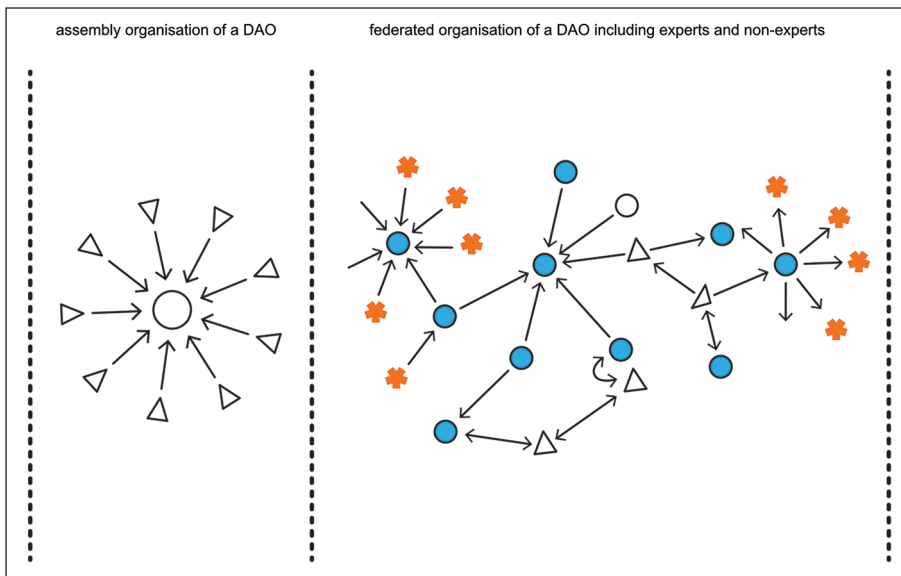 assembly organisation of a DAO
federated organisation of a DAO including experts and non-experts